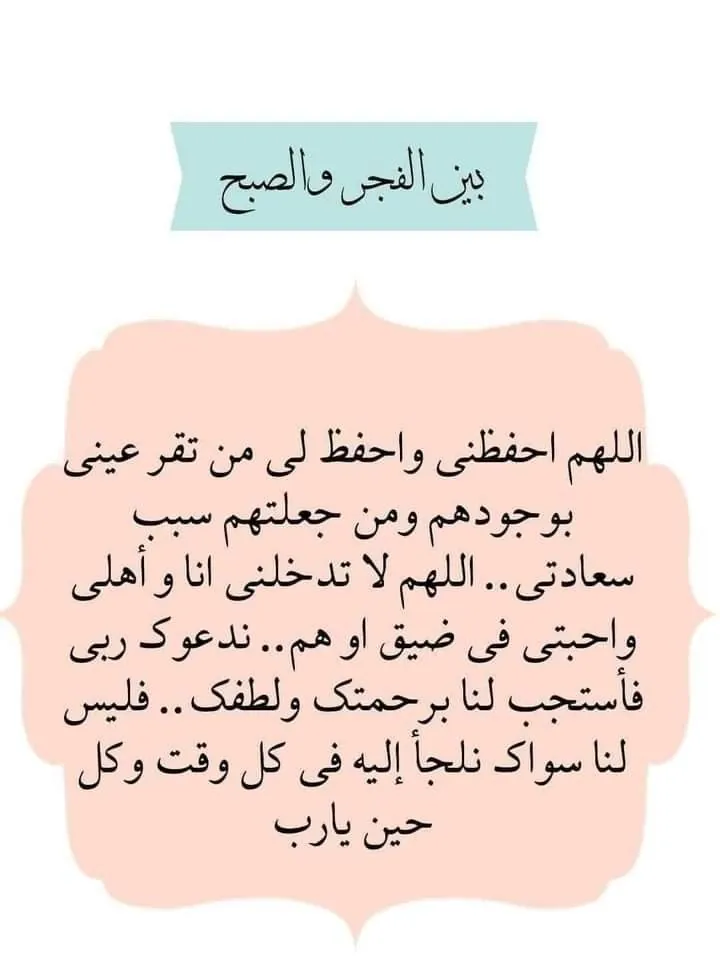 بين الفجر والصبح
اللهم احفظنى واحفظ لى من تقر عينى
بوجودهم ومن جعلتهم سبب
سعادتى .. اللهم لا تدخلنى انا و أهلى
واحبتى فى ضيق او هم .. ندعوك ربى
فأستجب لنا برحمتك ولطفك .. فليس
لنا سواك نلجأ إليه فى كل وقت وكل
حين يارب